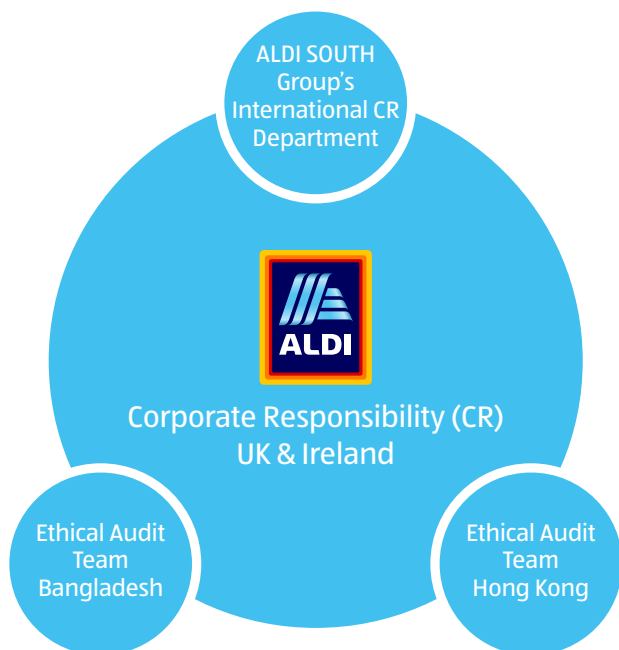 ALDI SOUTH
Group's
International CR
Department
ALDI
Corporate Responsibility (CR)
UK & Ireland
Ethical Audit
Team
Bangladesh
Ethical Audit
Team
Hong Kong